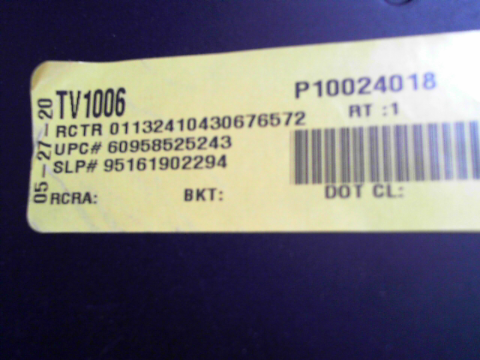 05-27-20
TV1006
P10024018
RCTR 01132410430676572
RT :1
UPC# 60958525243
SLP# 95161902294
RCRA:
BKT:
DOT CL: